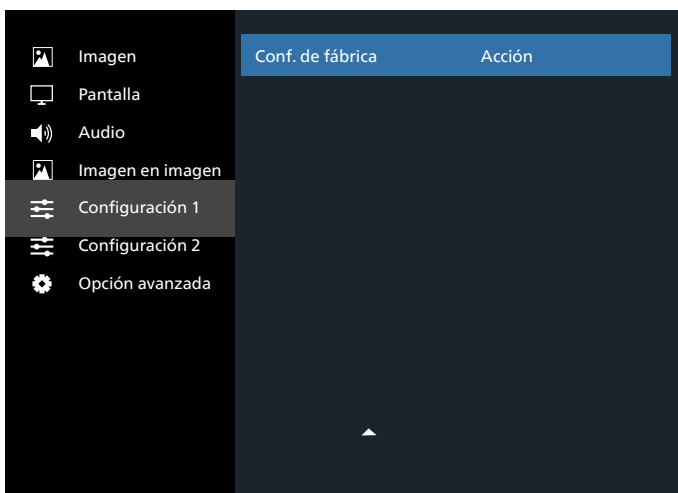 Imagen
Pantalla
Audio
Imagen en imagen
Configuración 1
Configuración 2
Opción avanzada
Conf. de fábrica Acción